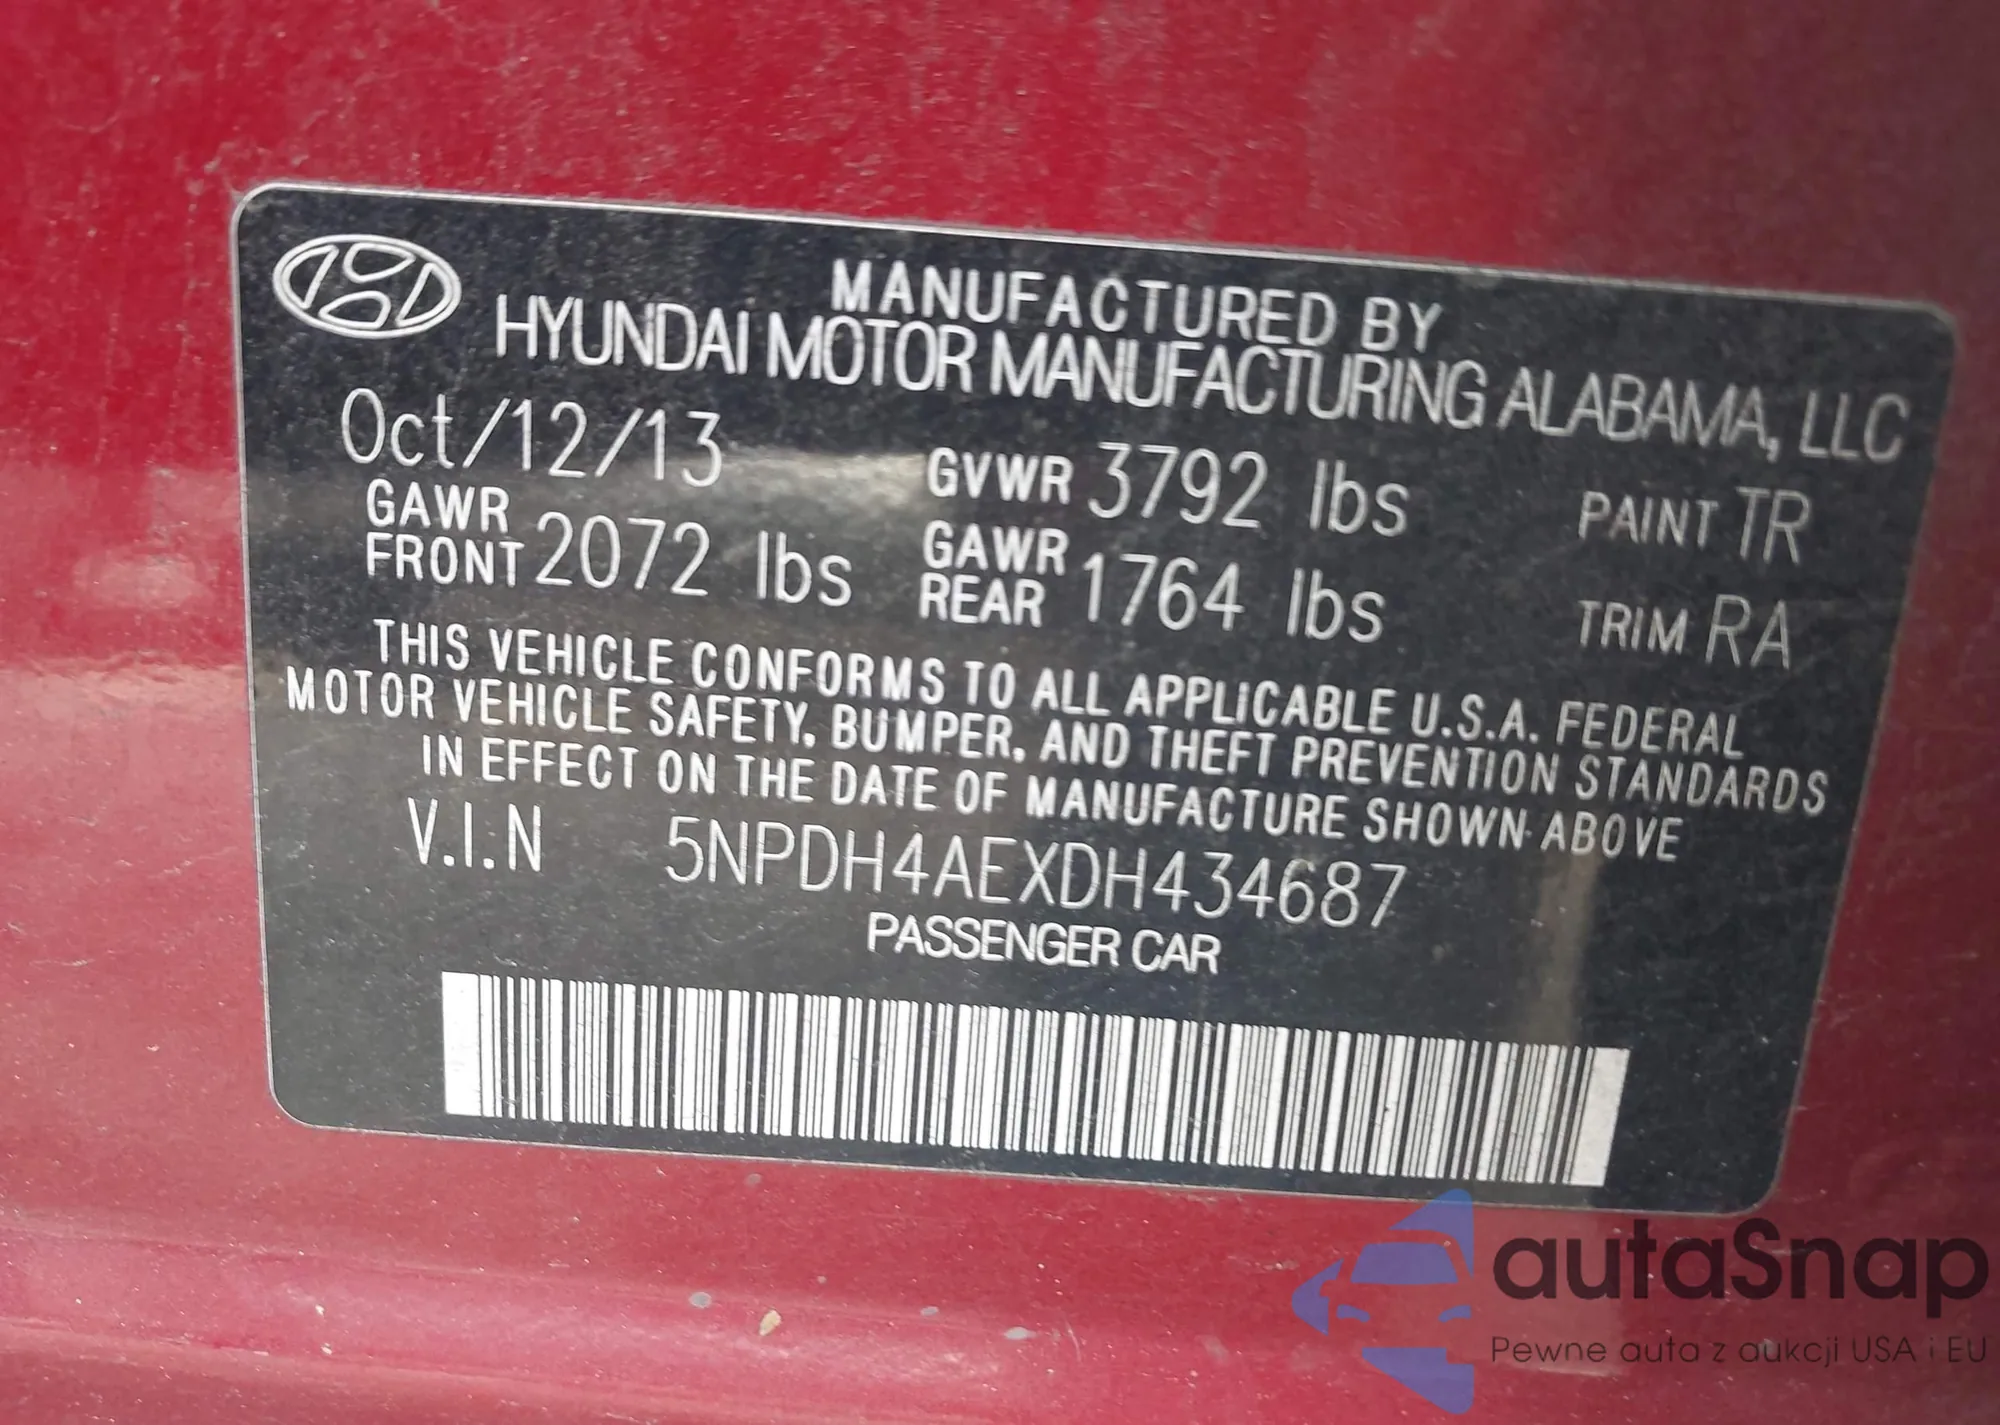 MANUFACTURED BY
HYUNDAI MOTOR MANUFACTURING ALABAMA, LLC
Oct/12/13 GVWR 3792 lbs PAINT TR
GAWR FRONT 2072 lbs GAWR REAR 1764 lbs TRIM RA
THIS VEHICLE CONFORMS TO ALL APPLICABLE U.S.A. FEDERAL
MOTOR VEHICLE SAFETY, BUMPER, AND THEFT PREVENTION STANDARDS
IN EFFECT ON THE DATE OF MANUFACTURE SHOWN ABOVE
V.I.N 5NPDH4AEXDH434687
PASSENGER CAR
autaSnap
Pewne auta z aukcji USA i EU